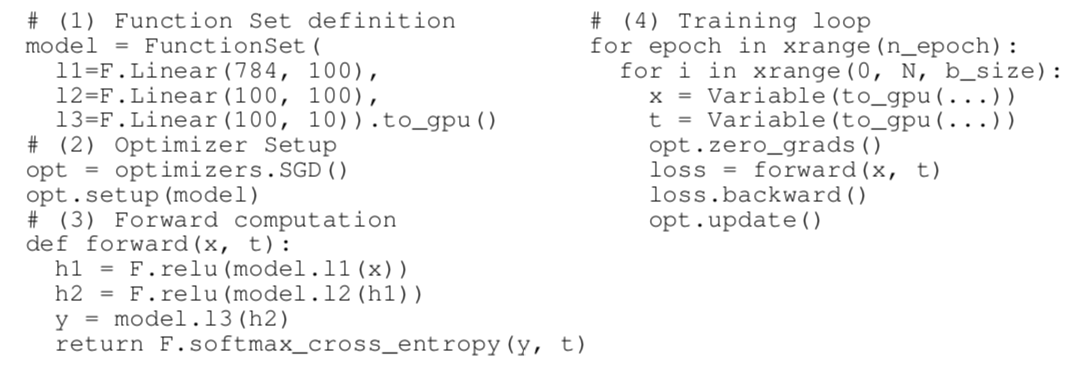 # (1) Function Set definition
model = FunctionSet(
  l1=F.Linear(784, 100),
  l2=F.Linear(100, 100),
  l3=F.Linear(100, 10)).to_gpu()
# (2) Optimizer Setup
opt = optimizers.SGD()
opt.setup(model)
# (3) Forward computation
def forward(x, t):
  h1 = F.relu(model.l1(x))
  h2 = F.relu(model.l2(h1))
  y = model.l3(h2)
  return F.softmax_cross_entropy(y, t)
# (4) Training loop
for epoch in xrange(n_epoch):
  for i in xrange(0, N, b_size):
    x = Variable(to_gpu(...))
    t = Variable(to_gpu(...))
    opt.zero_grads()
    loss = forward(x, t)
    loss.backward()
    opt.update()